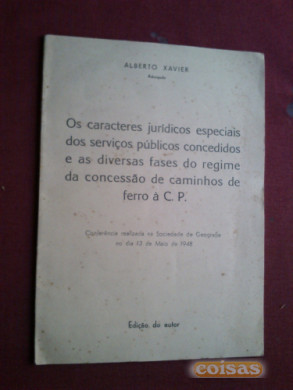 ALBERTO XAVIER
Advogado
Os caracteres jurídicos especiais
dos serviços públicos concedidos
e as diversas fases do regime
da concessão de caminhos de
ferro à C. P.
Conferência realizada na Sociedade de Geografia
no dia 12 de Maio de 1948
Edição do autor
coisas